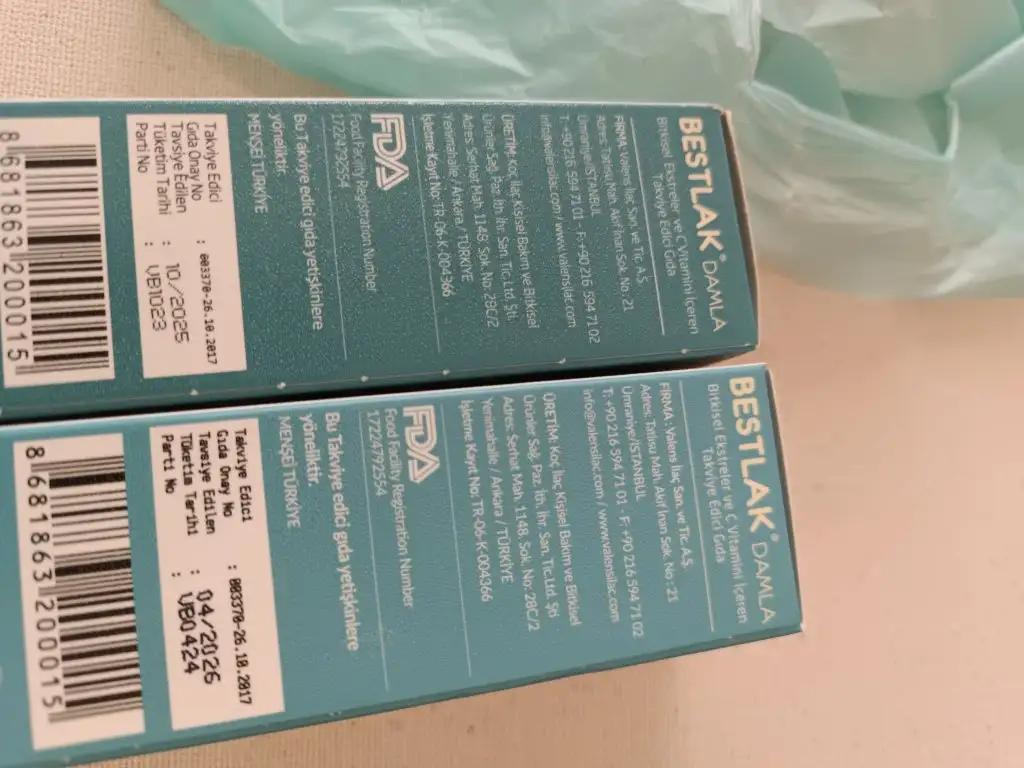 BESTLAK® DAMLA
Bitkisel Ekstreler ve C Vitamini İçeren
Takviye Edici Gıda
FİRMA: Valens İlaç San. ve Tic. A.Ş.
Adres: Tatlısu Mah. Akif İnan Sok. No: 21
Ümraniye/İSTANBUL
T: +90 216 594 71 01 - F: +90 216 594 71 02
info@valensilac.com / www.valensilac.com
ÜRETİM: Koç İlaç Kişisel Bakım ve Bitkisel
Ürünler Sağ. Paz. İth. İhr. San. Tic. Ltd. Şti.
Adres: Serhat Mah. 1148. Sok. No: 28C/2
Yenimahalle / Ankara / TÜRKİYE
İşletme Kayıt No: TR-06-K-004366
FDA
Food Facility Registration Number
17224792554
Bu Takviye edici gıda yetişkinlere
yöneliktir.
MENŞEİ TÜRKİYE
Takviye Edici
Gıda Onay No : 003370-26.10.2017
Tavsiye Edilen
Tüketim Tarihi : 10/2025
Parti No : VB1023
8 681863 200015
BESTLAK® DAMLA
Bitkisel Ekstreler ve C Vitamini İçeren
Takviye Edici Gıda
FİRMA: Valens İlaç San. ve Tic. A.Ş.
Adres: Tatlısu Mah. Akif İnan Sok. No: 21
Ümraniye/İSTANBUL
T: +90 216 594 71 01 - F: +90 216 594 71 02
info@valensilac.com / www.valensilac.com
ÜRETİM: Koç İlaç Kişisel Bakım ve Bitkisel
Ürünler Sağ. Paz. İth. İhr. San. Tic. Ltd. Şti.
Adres: Serhat Mah. 1148. Sok. No: 28C/2
Yenimahalle / Ankara / TÜRKİYE
İşletme Kayıt No: TR-06-K-004366
FDA
Food Facility Registration Number
17224792554
Bu Takviye edici gıda yetişkinlere
yöneliktir.
MENŞEİ TÜRKİYE
Takviye Edici
Gıda Onay No : 003370-26.10.2017
Tavsiye Edilen
Tüketim Tarihi : 04/2026
Parti No : VB0424
8 681863 200015